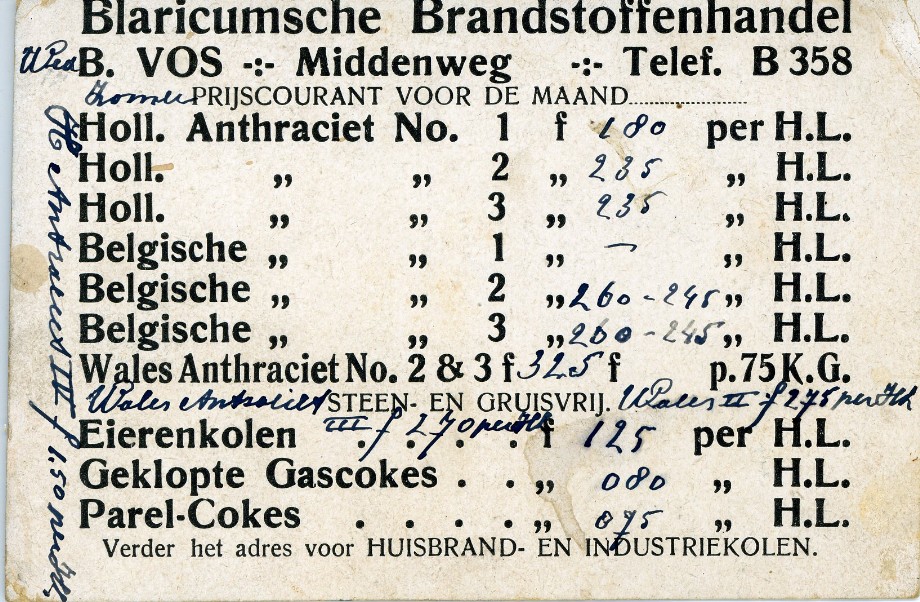 Blaricumsche Brandstoffenhandel
B. VOS -:- Middenweg -:- Telef. B 358
Zomer PRIJSCOURANT VOOR DE MAAND....................
Holl. Anthraciet No. 1 f 180 per H.L.
Holl. „ „ 2 „ 235 „ H.L.
Holl. „ „ 3 „ 235 „ H.L.
Belgische „ „ 1 „ — „ H.L.
Belgische „ „ 2 „ 260 - 245 „ H.L.
Belgische „ „ 3 „ 260 - 245 „ H.L.
Wales Anthraciet No. 2 & 3 f 325 f p. 75 K.G.
Wales Antraciet STEEN- EN GRUISVRIJ. Wales II f 275 per
III f 270 per
Eierenkolen . . . . f 125 per H.L.
Geklopte Gascokes . . „ 080 „ H.L.
Parel-Cokes . . . . „ 075 „ H.L.
Verder het adres voor HUISBRAND- EN INDUSTRIEKOLEN.
Antraciet III f 1.50 per